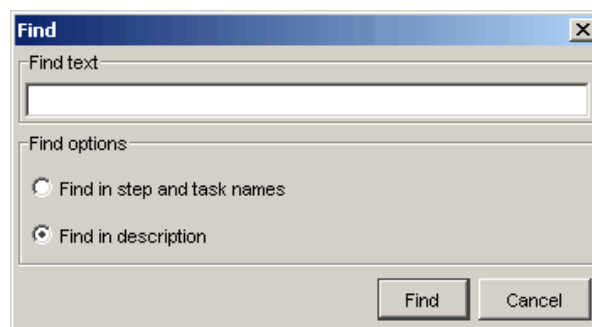 Find
Find text
Find options
Find in step and task names
Find in description
Find Cancel